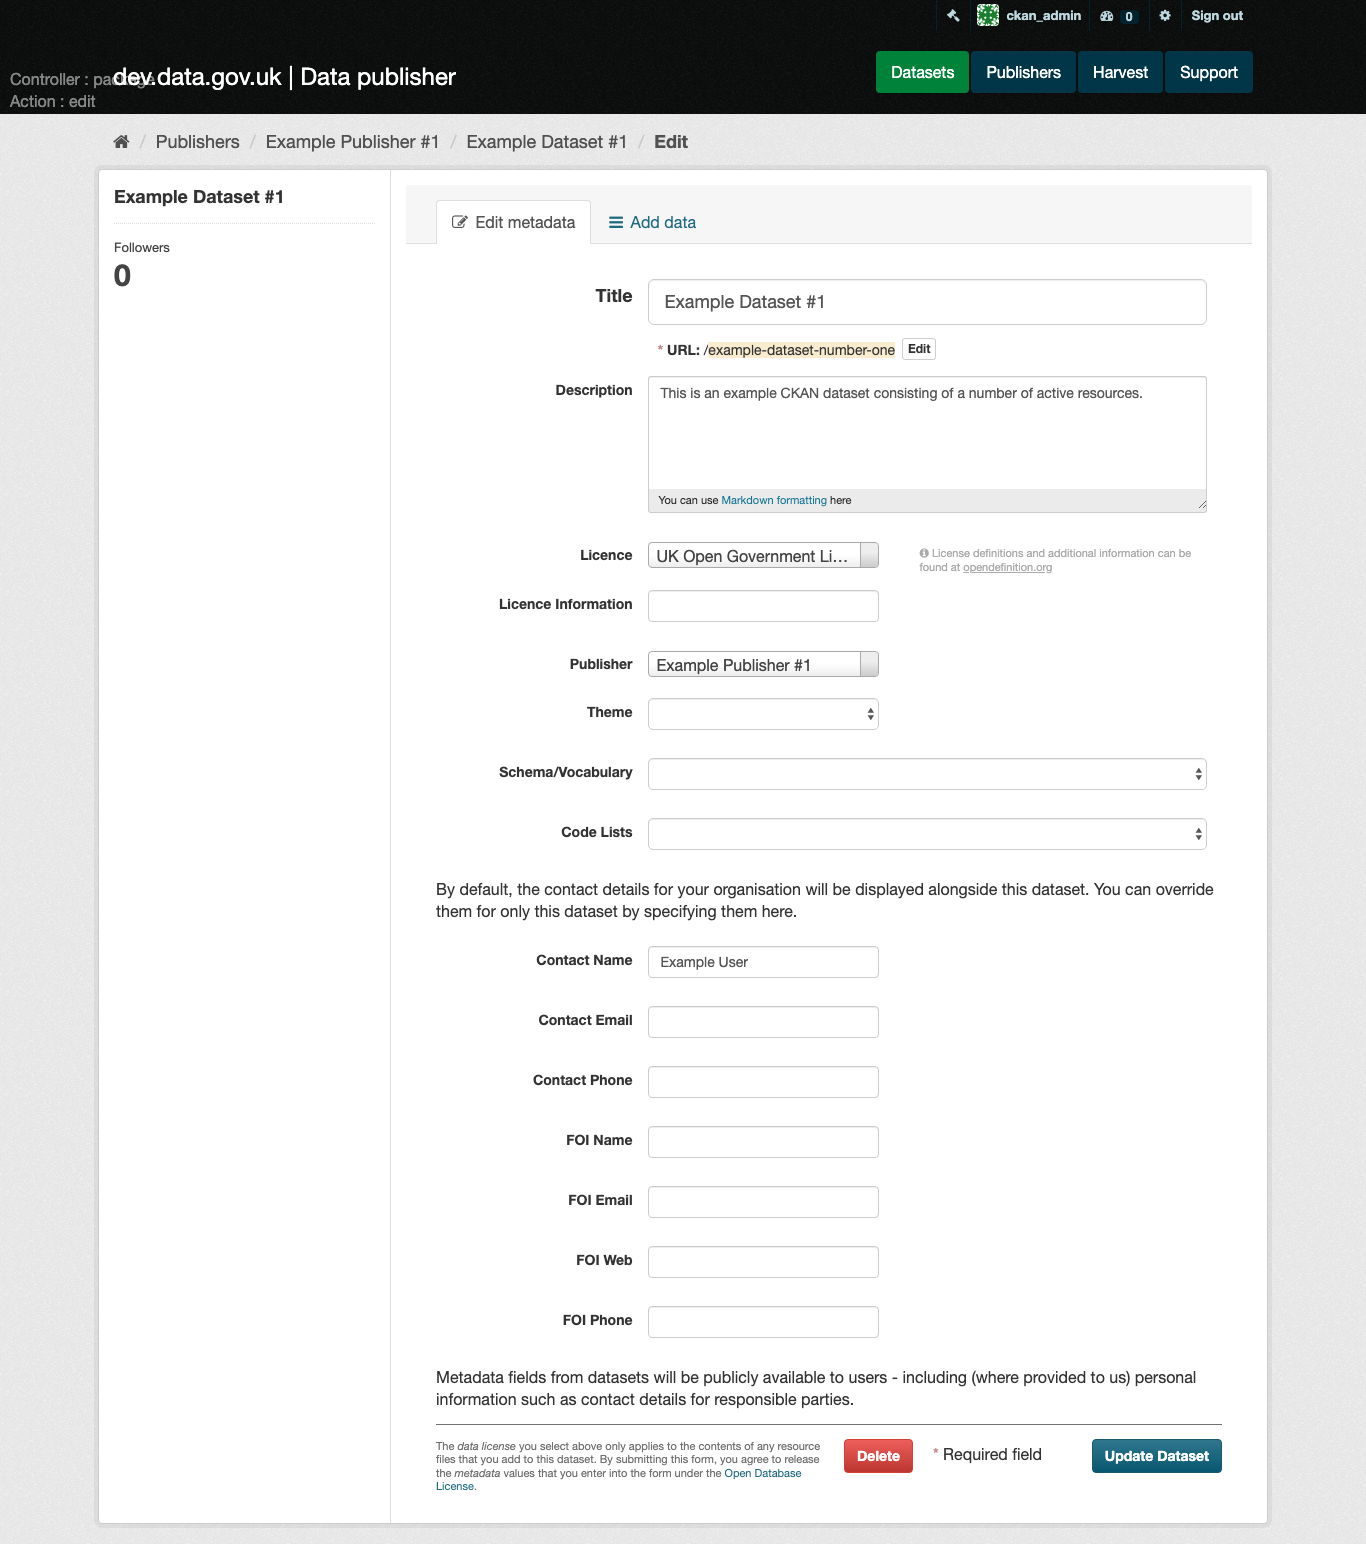 ckan_admin 0 Sign out
Controller : package
Action : edit
dev.data.gov.uk | Data publisher
Datasets Publishers Harvest Support
/ Publishers / Example Publisher #1 / Example Dataset #1 / Edit
Example Dataset #1
Followers
0
Edit metadata Add data
Title Example Dataset #1
* URL: /example-dataset-number-one Edit
Description This is an example CKAN dataset consisting of a number of active resources.
You can use Markdown formatting here
Licence UK Open Government Li...
License definitions and additional information can be
found at opendefinition.org
Licence Information
Publisher Example Publisher #1
Theme
Schema/Vocabulary
Code Lists
By default, the contact details for your organisation will be displayed alongside this dataset. You can override
them for only this dataset by specifying them here.
Contact Name Example User
Contact Email
Contact Phone
FOI Name
FOI Email
FOI Web
FOI Phone
Metadata fields from datasets will be publicly available to users - including (where provided to us) personal
information such as contact details for responsible parties.
The data license you select above only applies to the contents of any resource
files that you add to this dataset. By submitting this form, you agree to release
the metadata values that you enter into the form under the Open Database
License.
Delete * Required field Update Dataset